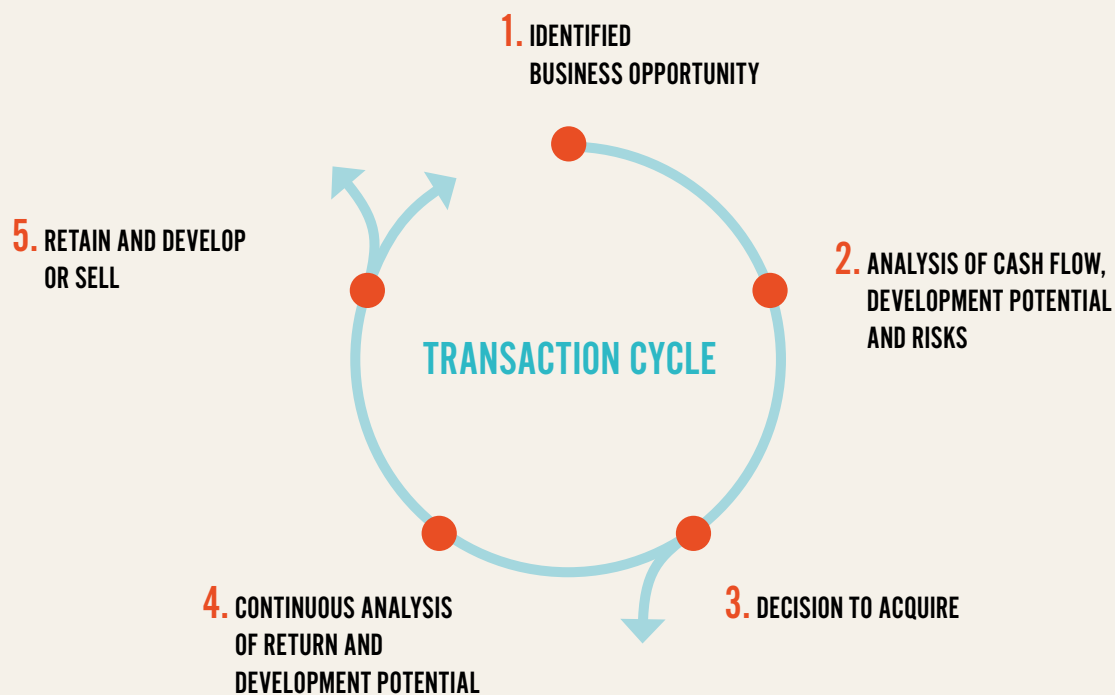 1. IDENTIFIED
BUSINESS OPPORTUNITY
2. ANALYSIS OF CASH FLOW,
DEVELOPMENT POTENTIAL
AND RISKS
3. DECISION TO ACQUIRE
4. CONTINUOUS ANALYSIS
OF RETURN AND
DEVELOPMENT POTENTIAL
5. RETAIN AND DEVELOP
OR SELL
TRANSACTION CYCLE